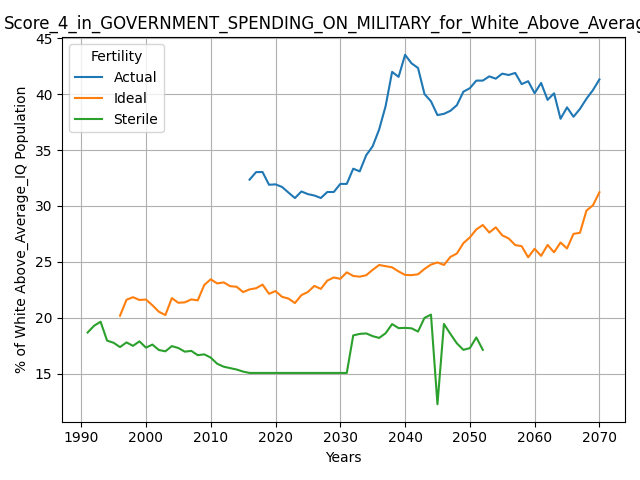 Score_4_in_GOVERNMENT_SPENDING_ON_MILITARY_for_White_Above_Averag
45
40
35
30
25
20
15
% of White Above_Average_IQ Population
Fertility
Actual
Ideal
Sterile
1990 2000 2010 2020 2030 2040 2050 2060 2070
Years